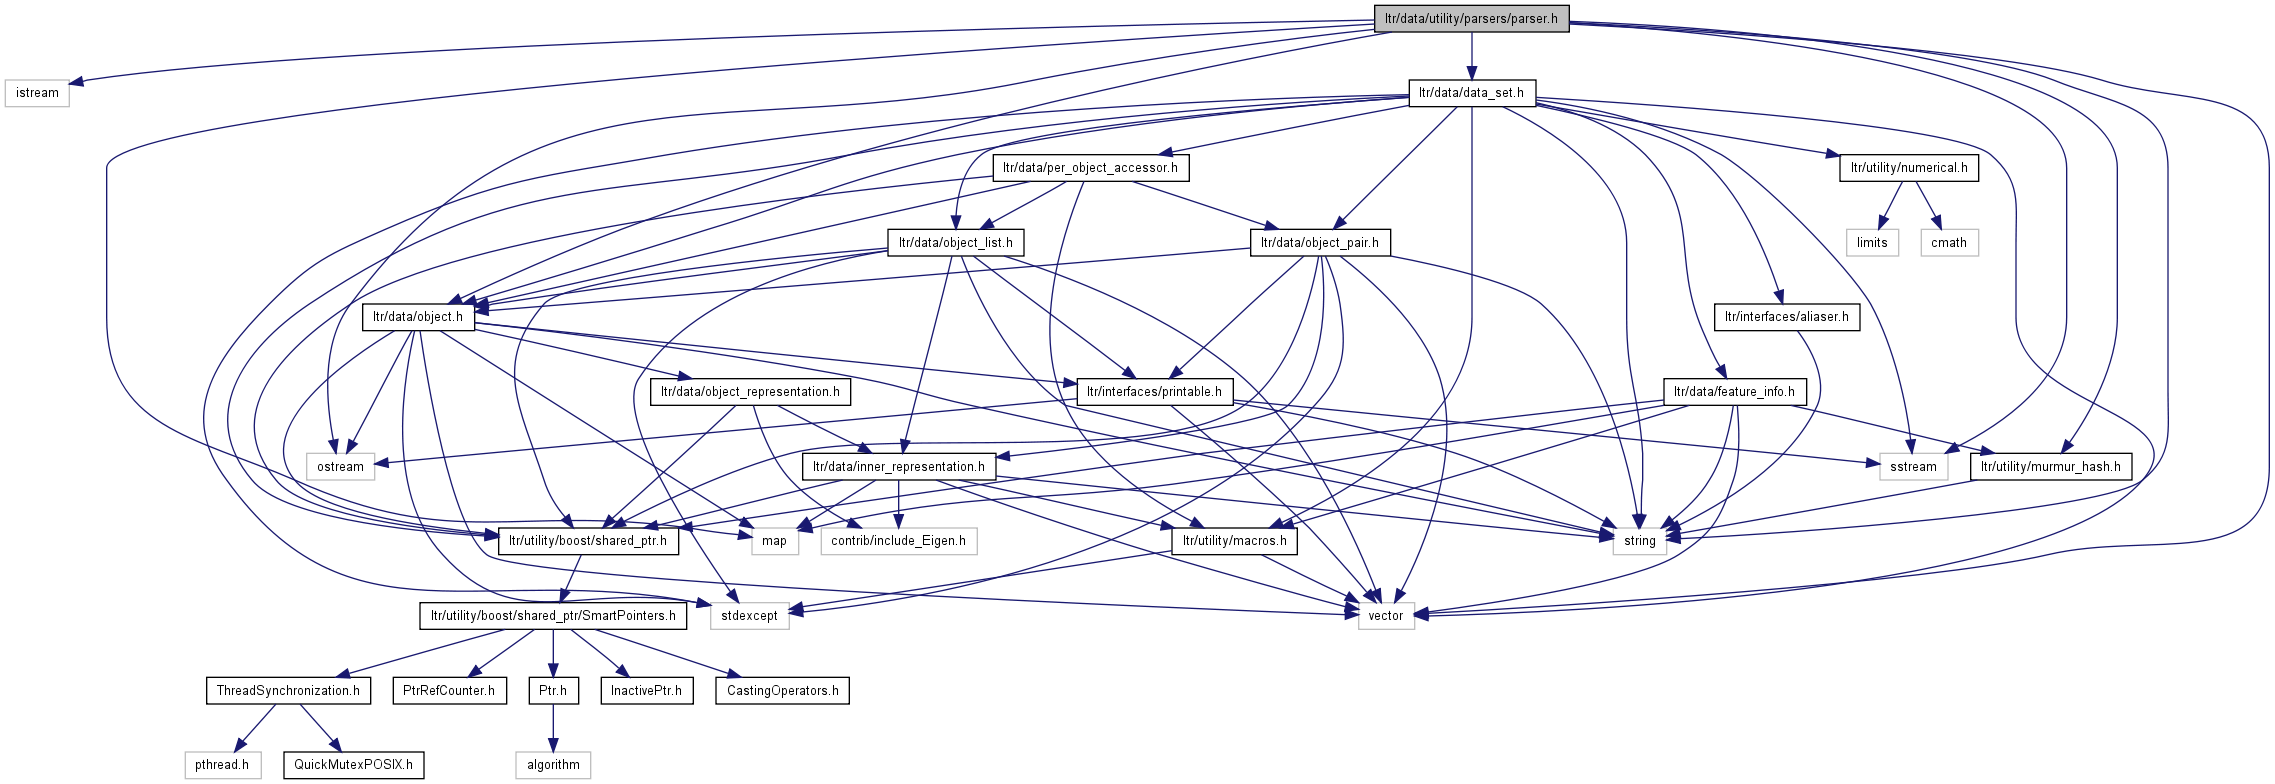 ltr/data/utility/parsers/parser.h
istream
ltr/data/data_set.h
ltr/data/per_object_accessor.h
ltr/utility/numerical.h
ltr/data/object_list.h
ltr/data/object_pair.h
limits
cmath
ltr/data/object.h
ltr/interfaces/aliaser.h
ltr/data/object_representation.h
ltr/interfaces/printable.h
ltr/data/feature_info.h
ostream
ltr/data/inner_representation.h
sstream
ltr/utility/murmur_hash.h
ltr/utility/boost/shared_ptr.h
map
contrib/include_Eigen.h
ltr/utility/macros.h
string
ltr/utility/boost/shared_ptr/SmartPointers.h
stdexcept
vector
ThreadSynchronization.h
PtrRefCounter.h
Ptr.h
InactivePtr.h
CastingOperators.h
pthread.h
QuickMutexPOSIX.h
algorithm